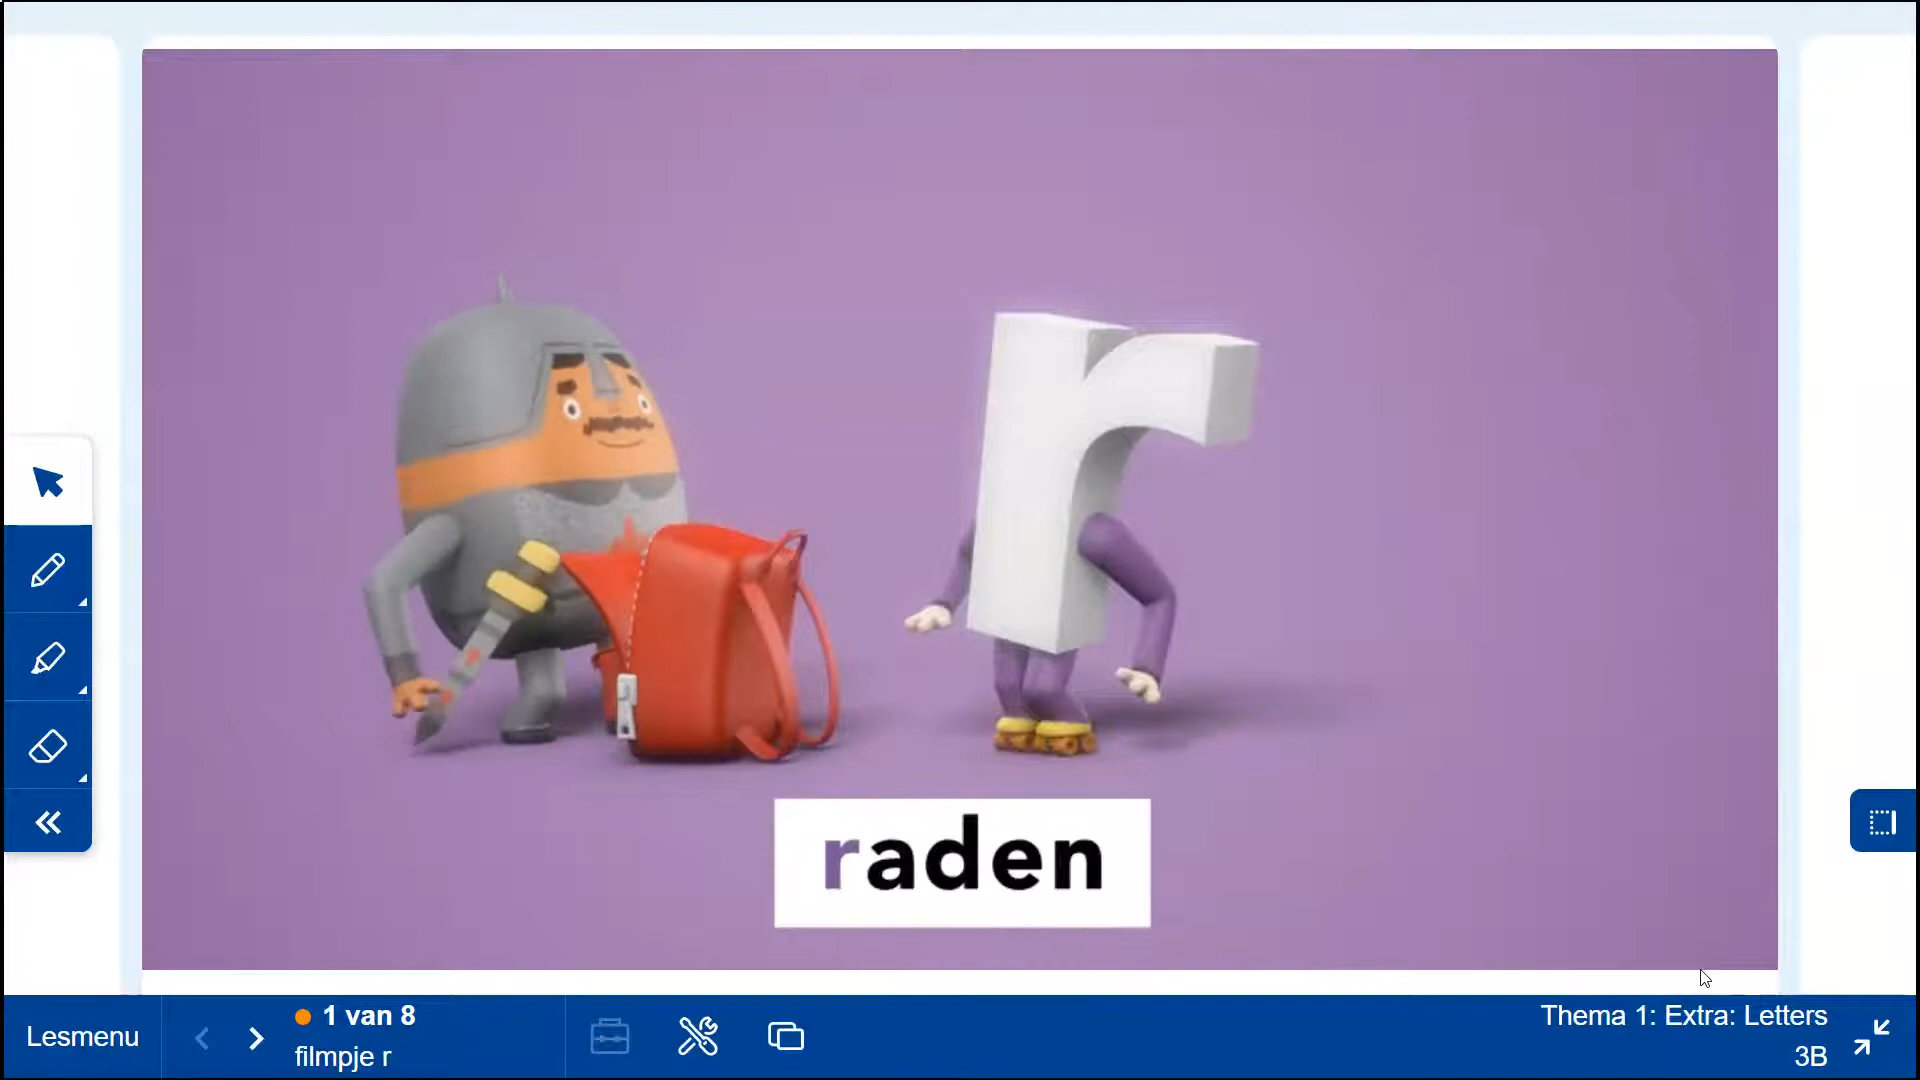 r
raden
Lesmenu
1 van 8
filmpje r
Thema 1: Extra: Letters
3B